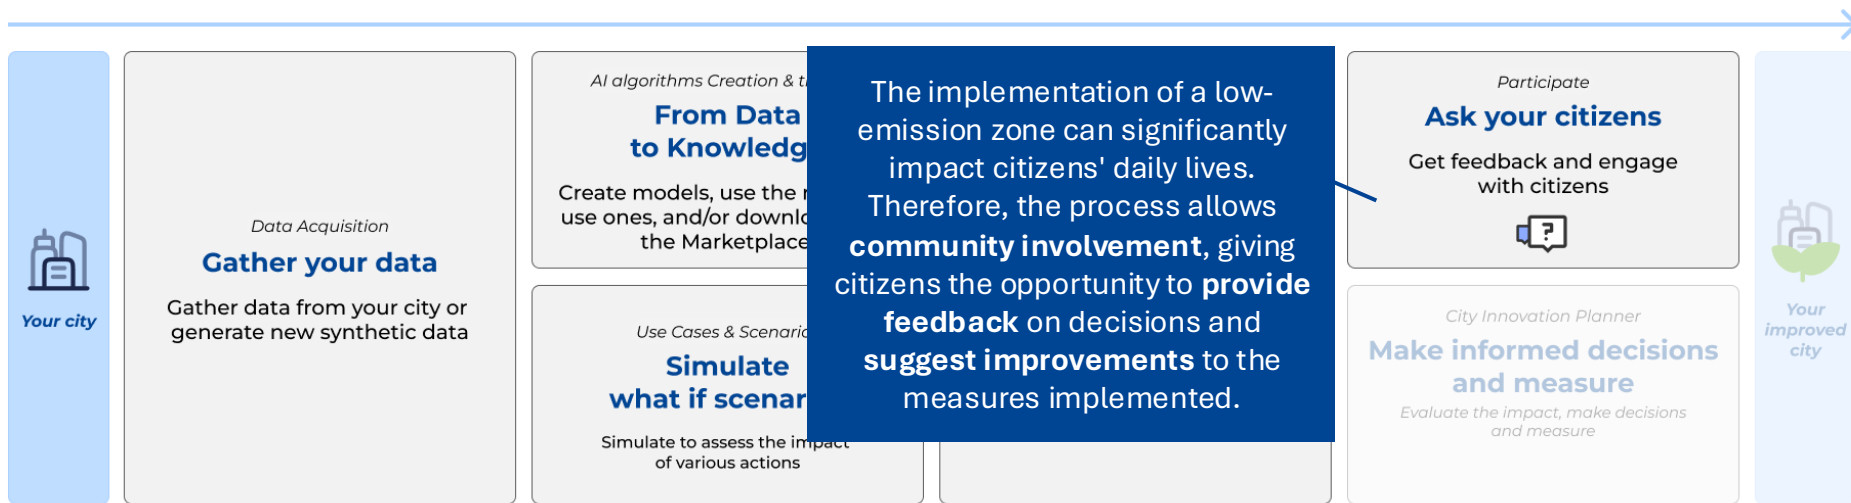 Your city
Data Acquisition
Gather your data
Gather data from your city or
generate new synthetic data
AI algorithms Creation &
From Data
to Knowledg
Create models, use the
use ones, and/or downlo
the Marketplace
Use Cases & Scenario
Simulate
what if scenar
Simulate to assess the impact
of various actions
The implementation of a low-
emission zone can significantly
impact citizens' daily lives.
Therefore, the process allows
community involvement, giving
citizens the opportunity to provide
feedback on decisions and
suggest improvements to the
measures implemented.
Participate
Ask your citizens
Get feedback and engage
with citizens
?
City Innovation Planner
Make informed decisions
and measure
Evaluate the impact, make decisions
and measure
Your
improved
city